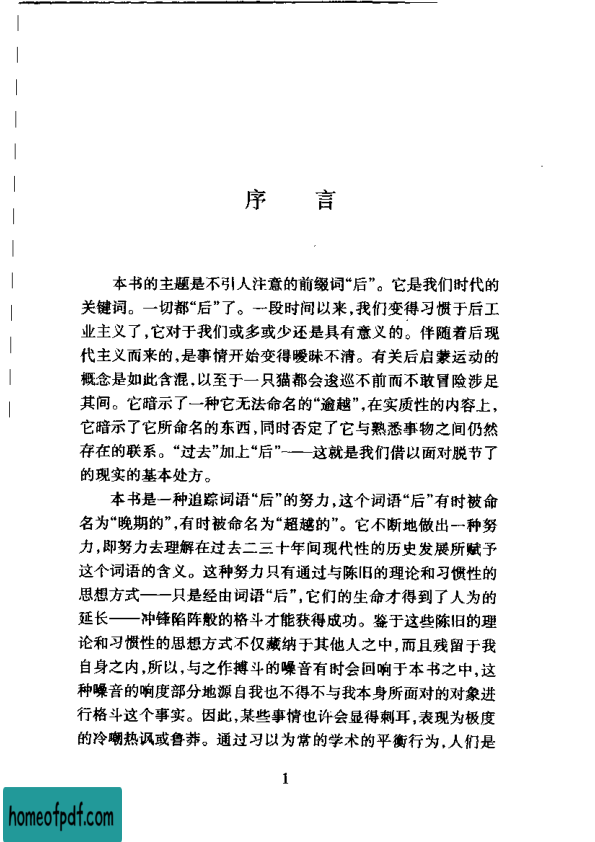 序 言
本书的主题是不引人注意的前缀词“后”。它是我们时代的
关键词。一切都“后”了。一段时间以来,我们变得习惯于后工
业主义了,它对于我们或多或少还是具有意义的。伴随着后现
代主义而来的,是事情开始变得暧昧不清。有关后启蒙运动的
概念是如此含混,以至于一只猫都会逡巡不前而不敢冒险涉足
其间。它暗示了一种它无法命名的“逾越”,在实质性的内容上,
它暗示了它所命名的东西,同时否定了它与熟悉事物之间仍然
存在的联系。“过去”加上“后”——这就是我们借以面对脱节了
的现实的基本处方。
本书是一种追踪词语“后”的努力,这个词语“后”有时被命
名为“晚期的”,有时被命名为“超越的”。它不断地做出一种努
力,即努力去理解在过去二三十年间现代性的历史发展所赋予
这个词语的含义。这种努力只有通过与陈旧的理论和习惯性的
思想方式——只是经由词语“后”,它们的生命才得到了人为的
延长——冲锋陷阵般的格斗才能获得成功。鉴于这些陈旧的理
论和习惯性的思想方式不仅藏纳于其他人之中,而且残留于我
自身之内,所以,与之作搏斗的噪音有时会回响于本书之中,这
种噪音的响度部分地源自我也不得不与我本身所面对的对象进
行格斗这个事实。因此,某些事情也许会显得刺耳,表现为极度
的冷嘲热讽或鲁莽。通过习以为常的学术的平衡行为,人们是
1
homeofpdf.com